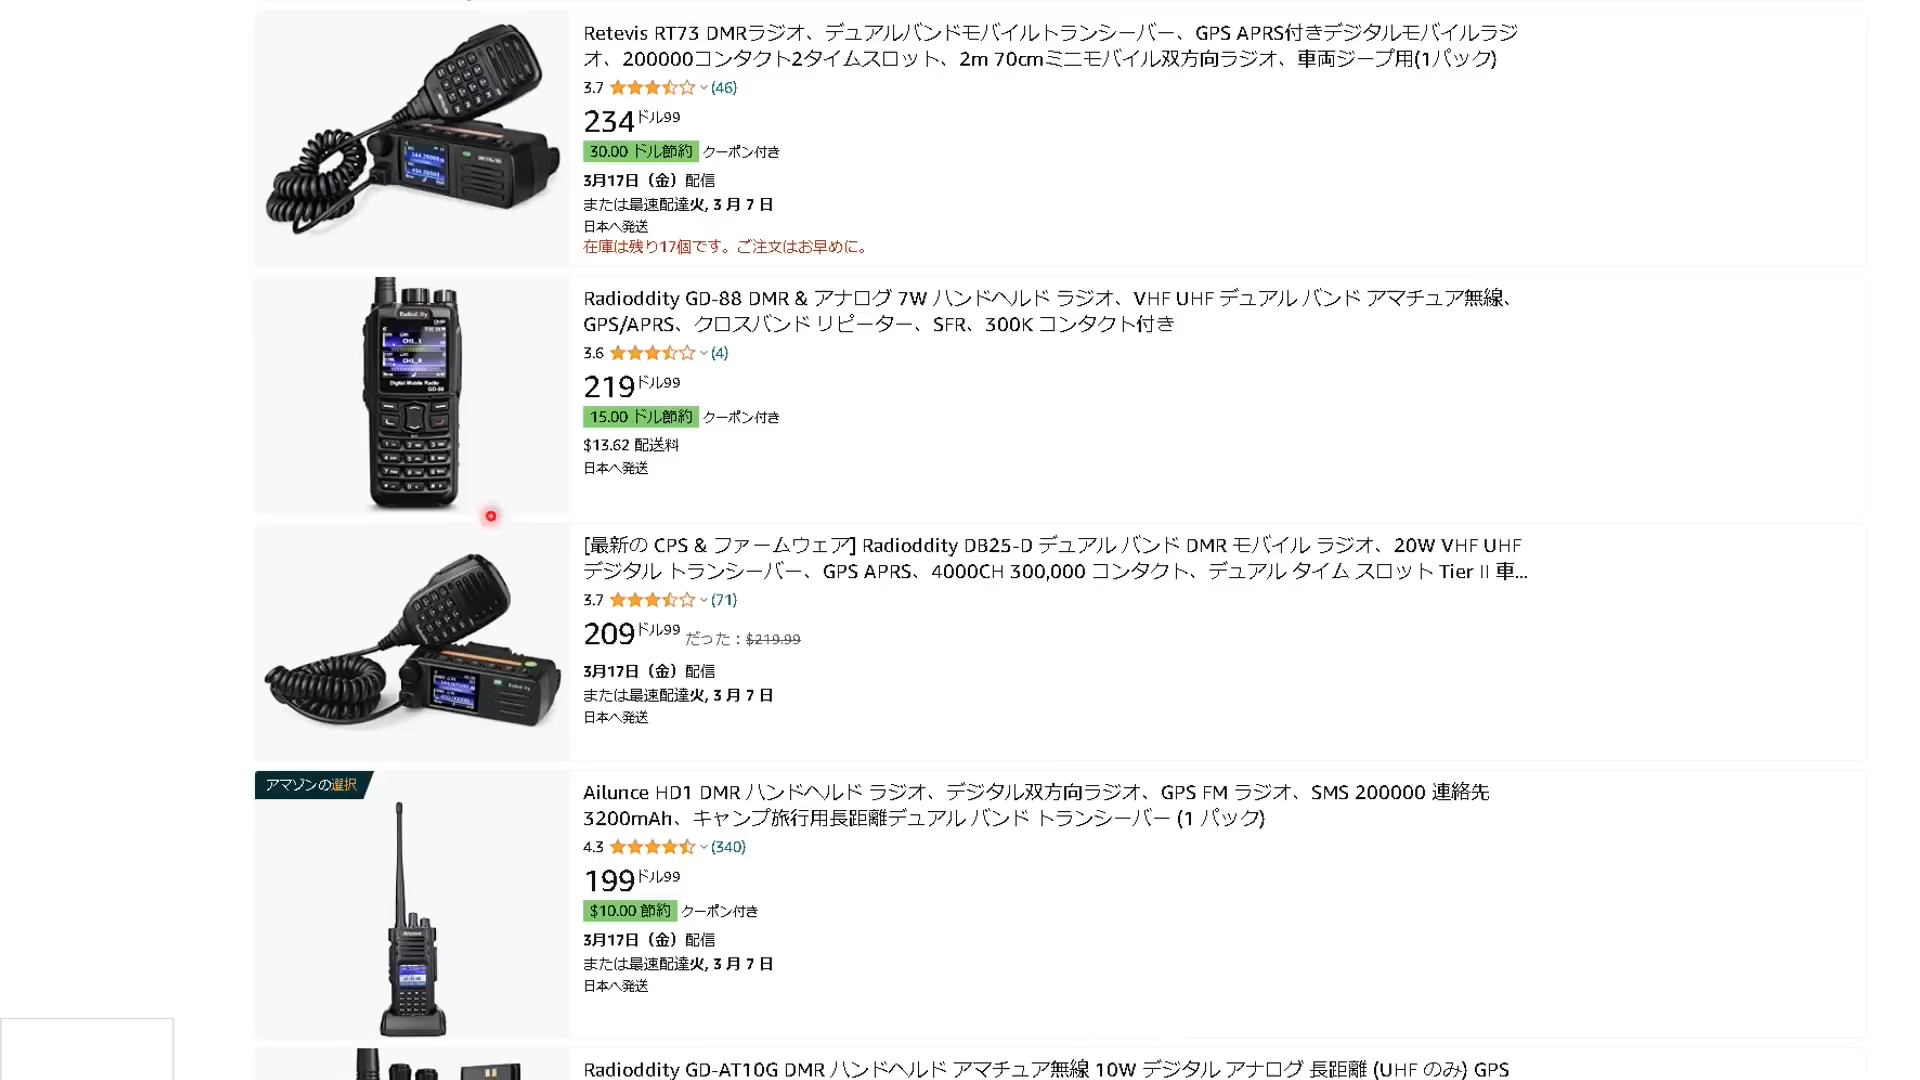 Retevis RT73 DMRラジオ、デュアルバンドモバイルトランシーバー、GPS APRS付きデジタルモバイルラジ
オ、200000コンタクト2タイムスロット、2m 70cmミニモバイル双方向ラジオ、車両ジープ用(1パック)
3.7 (46)
234ドル99
30.00 ドル節約 クーポン付き
3月17日（金）配信
または最速配達火, 3 月 7 日
日本へ発送
在庫は残り17個です。ご注文はお早めに。
Radioddity GD-88 DMR & アナログ 7W ハンドヘルド ラジオ、VHF UHF デュアル バンド アマチュア無線、
GPS/APRS、クロスバンド リピーター、SFR、300K コンタクト付き
3.6 (4)
219ドル99
15.00 ドル節約 クーポン付き
$13.62 配送料
日本へ発送
Digital Mobile Radio
GD-88
[最新の CPS & ファームウェア] Radioddity DB25-D デュアル バンド DMR モバイル ラジオ、20W VHF UHF
デジタル トランシーバー、GPS APRS、4000CH 300,000 コンタクト、デュアル タイム スロット Tier II 車...
3.7 (71)
209ドル99 だった：$219.99
3月17日（金）配信
または最速配達火, 3 月 7 日
日本へ発送
アマゾンの選択
Ailunce HD1 DMR ハンドヘルド ラジオ、デジタル双方向ラジオ、GPS FM ラジオ、SMS 200000 連絡先
3200mAh、キャンプ旅行用長距離デュアル バンド トランシーバー (1 パック)
4.3 (340)
199ドル99
$10.00 節約 クーポン付き
3月17日（金）配信
または最速配達火, 3 月 7 日
日本へ発送
Radioddity GD-AT10G DMR ハンドヘルド アマチュア無線 10W デジタル アナログ 長距離 (UHF のみ) GPS